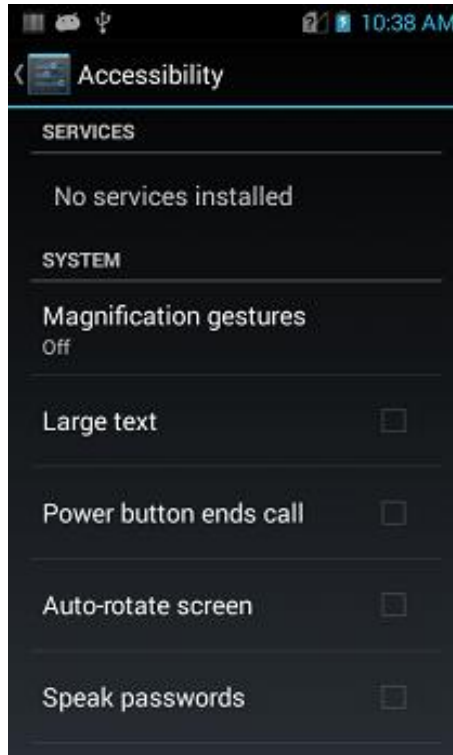 10:38 AM
Accessibility
SERVICES
No services installed
SYSTEM
Magnification gestures
Off
Large text
Power button ends call
Auto-rotate screen
Speak passwords